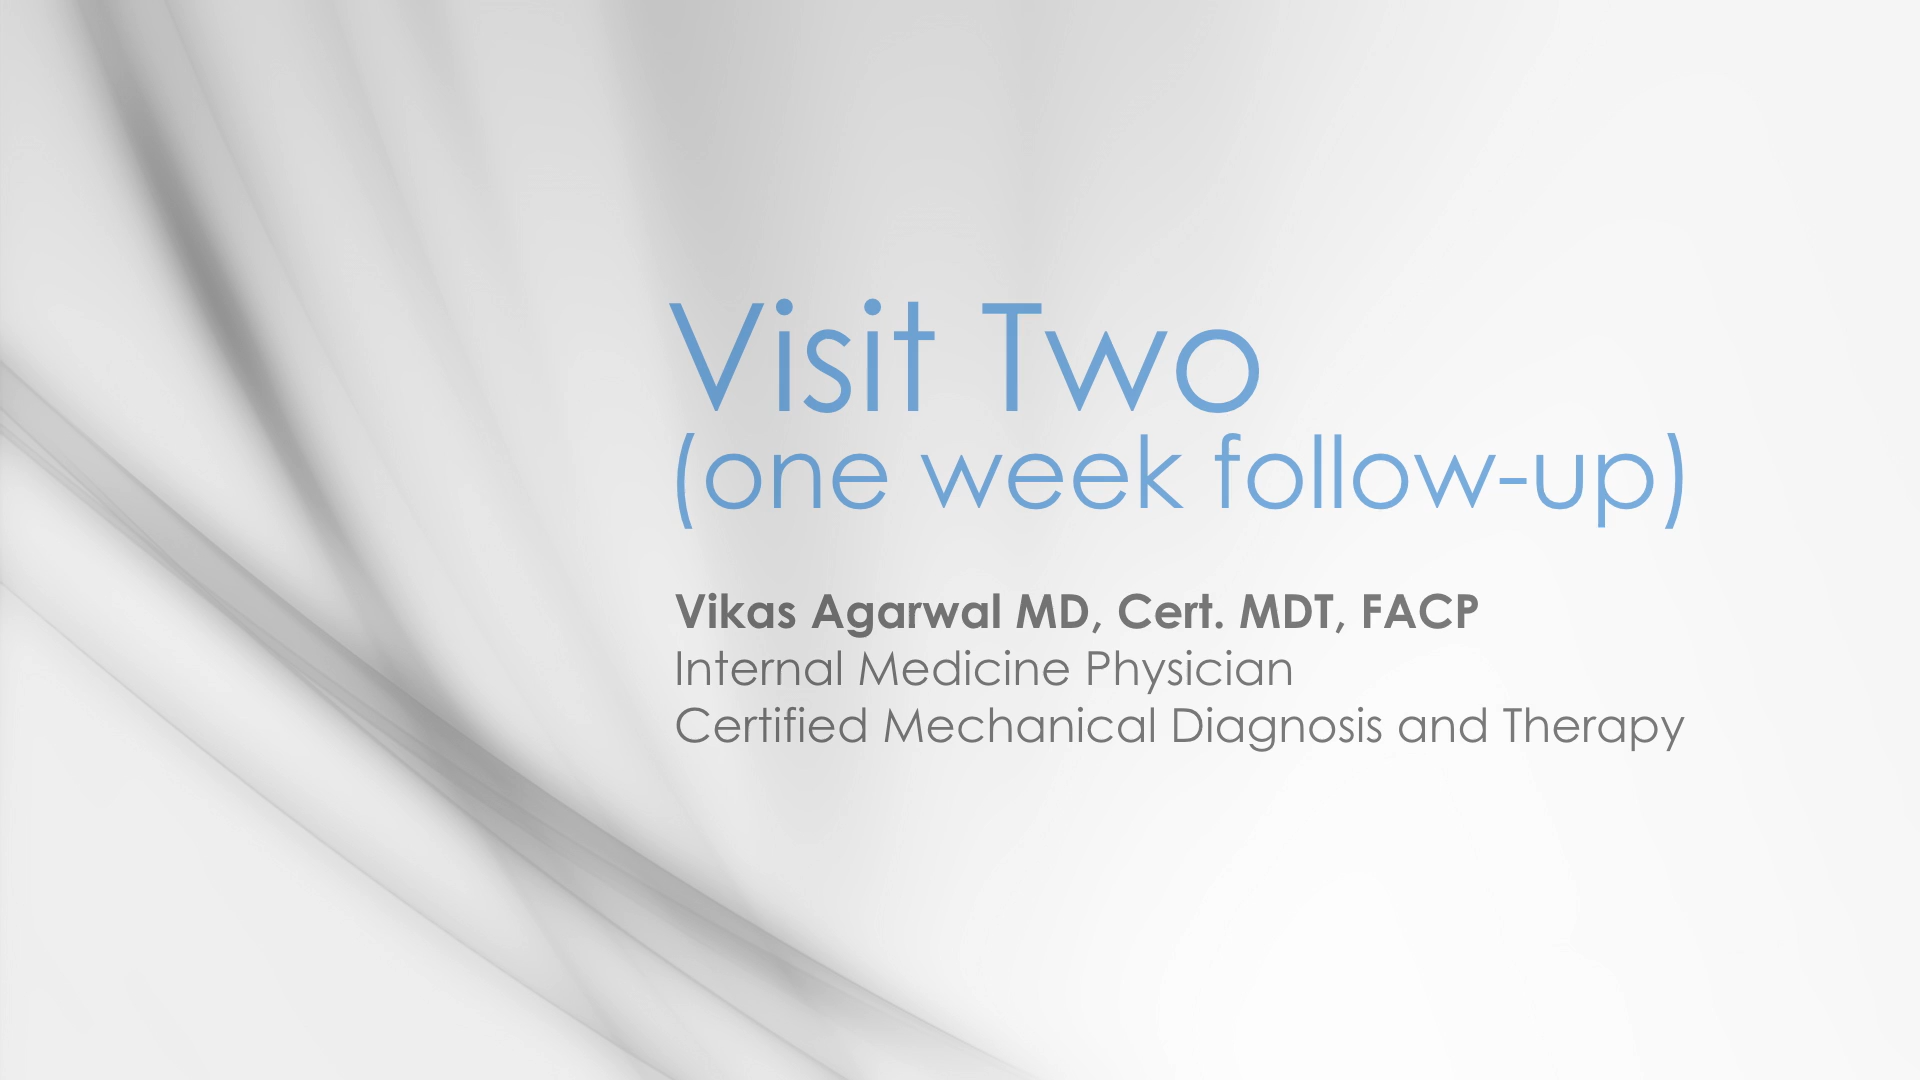 Visit Two
(one week follow-up)
Vikas Agarwal MD, Cert. MDT, FACP
Internal Medicine Physician
Certified Mechanical Diagnosis and Therapy